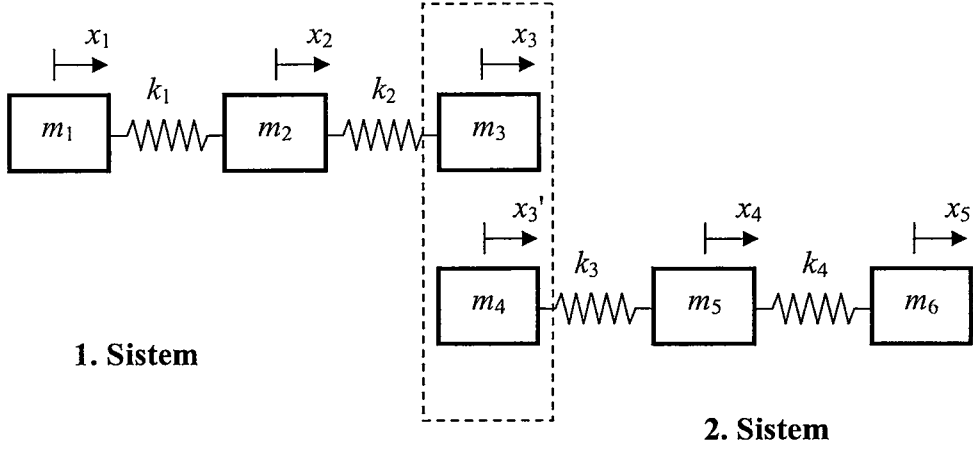 x₁ x₂ x₃
k₁ k₂
m₁ m₂ m₃
x₃' x₄ x₅
k₃ k₄
m₄ m₅ m₆
1. Sistem
2. Sistem